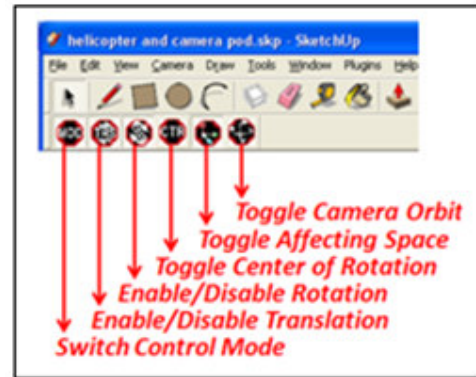 helicopter and camera pod.skp - SketchUp
File Edit View Camera Draw Tools Window Plugins Help
CTR
Toggle Camera Orbit
Toggle Affecting Space
Toggle Center of Rotation
Enable/Disable Rotation
Enable/Disable Translation
Switch Control Mode